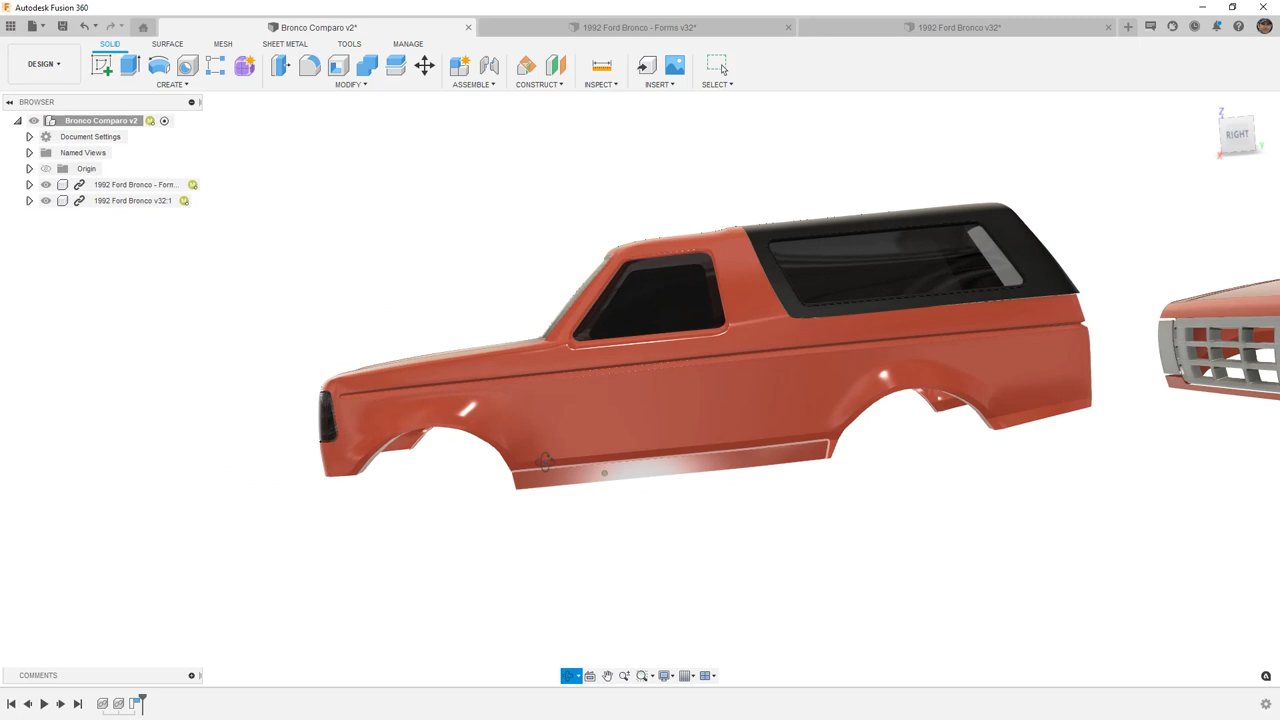 Autodesk Fusion 360
Bronco Comparo v2*
1992 Ford Bronco - Forms v32*
1992 Ford Bronco v32*
SOLID
SURFACE
MESH
SHEET METAL
TOOLS
MANAGE
DESIGN
CREATE
MODIFY
ASSEMBLE
CONSTRUCT
INSPECT
INSERT
SELECT
BROWSER
Bronco Comparo v2
Document Settings
Named Views
Origin
1992 Ford Bronco - Form...
1992 Ford Bronco v32:1
Z
RIGHT
X
Y
COMMENTS